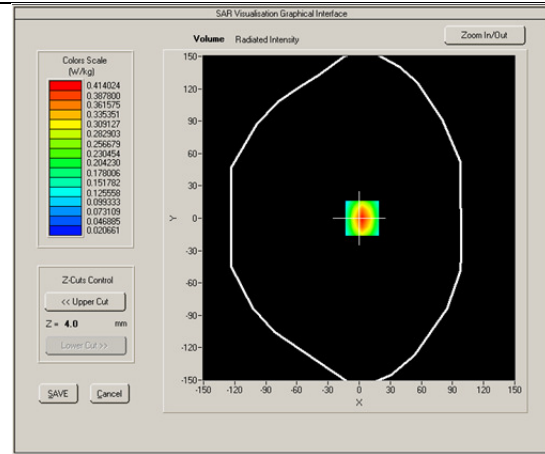 SAR Visualisation Graphical Interface
Volume Radiated Intensity
Zoom In/Out
Colors Scale
(W/kg)
0.414024
0.387800
0.361575
0.335351
0.309127
0.282903
0.256679
0.230454
0.204230
0.178006
0.151782
0.125558
0.099333
0.073109
0.046885
0.020661
Z-Cuts Control
<< Upper Cut
Z = 4.0 mm
Lower Cut >>
SAVE Cancel
150
120
90
60
30
0
-30
-60
-90
-120
-150
Y
-150 -120 -90 -60 -30 0 30 60 90 120 150
X